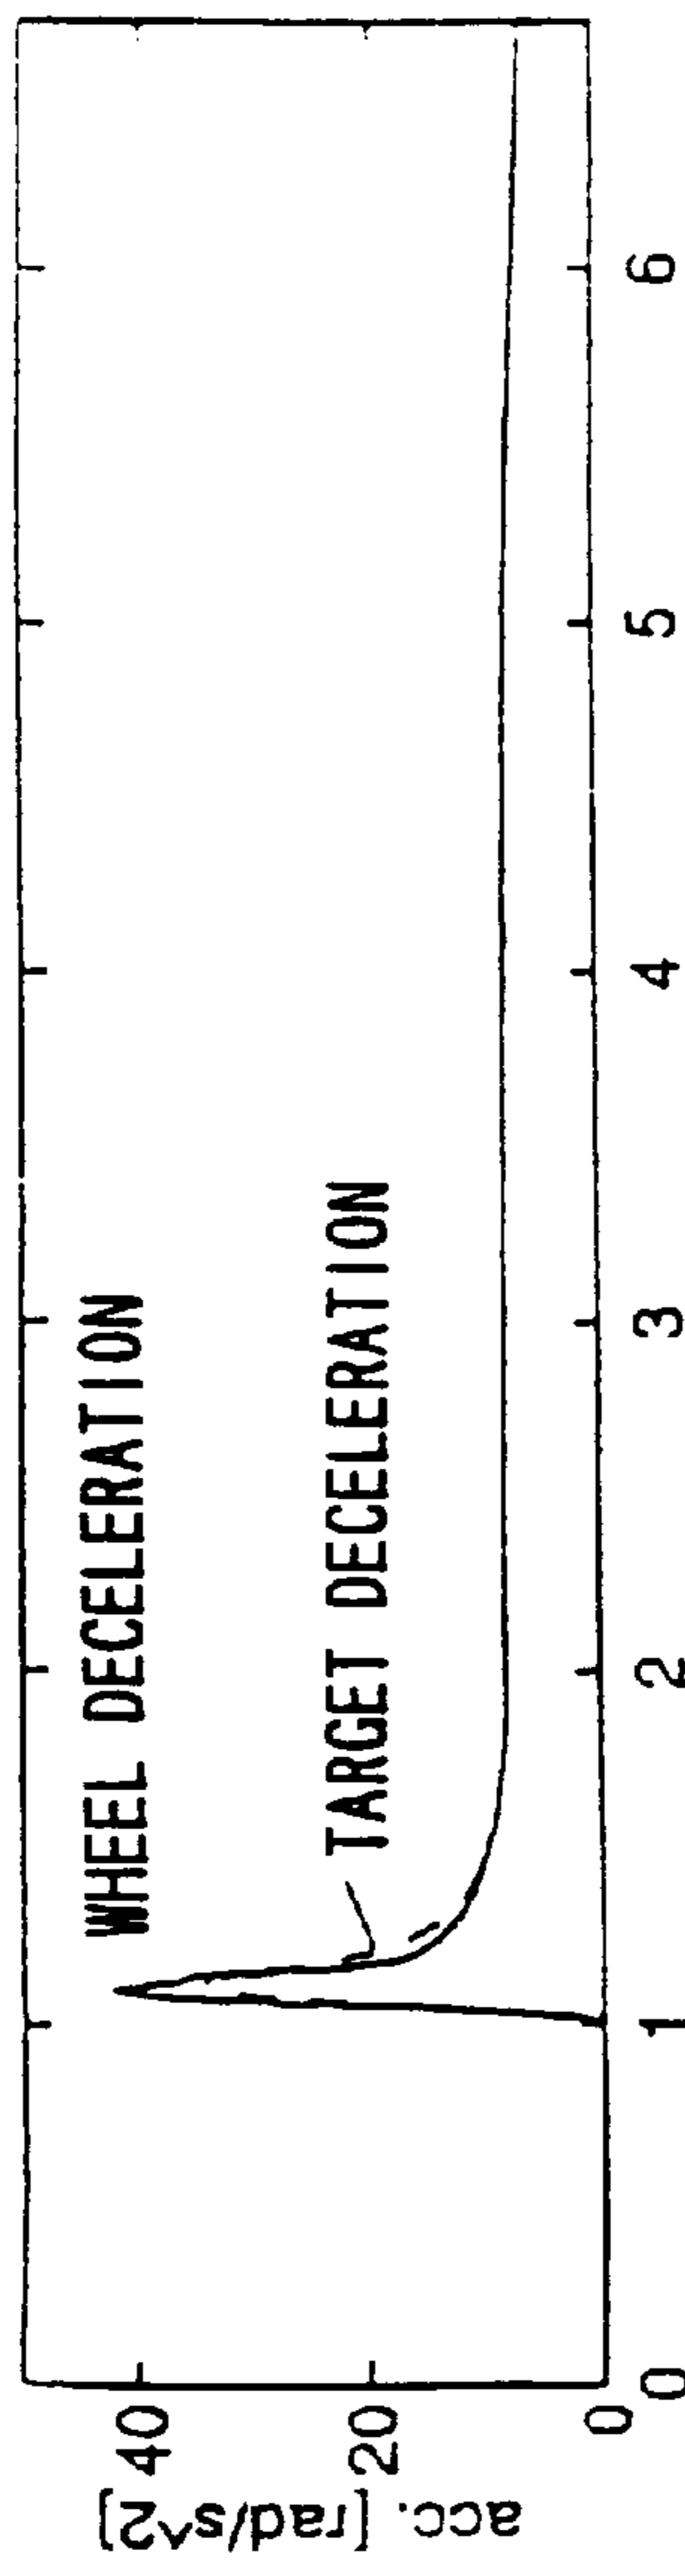 acc. [rad/s^2]
40
20
0
WHEEL DECELERATION
TARGET DECELERATION
0 1 2 3 4 5 6